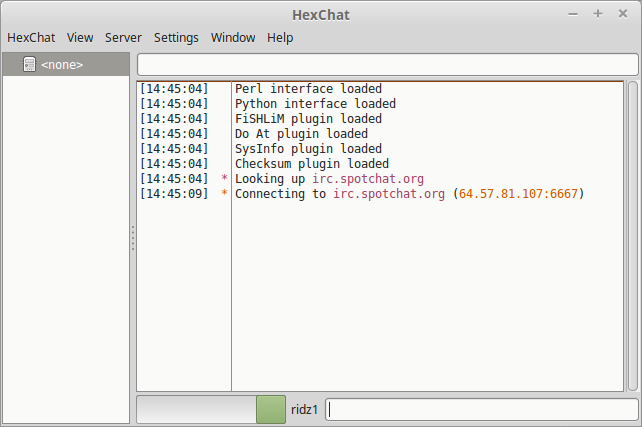 HexChat
HexChat View Server Settings Window Help
<none>
[14:45:04] Perl interface loaded
[14:45:04] Python interface loaded
[14:45:04] FiSHLiM plugin loaded
[14:45:04] Do At plugin loaded
[14:45:04] SysInfo plugin loaded
[14:45:04] Checksum plugin loaded
[14:45:04] * Looking up irc.spotchat.org
[14:45:09] * Connecting to irc.spotchat.org (64.57.81.107:6667)
ridz1